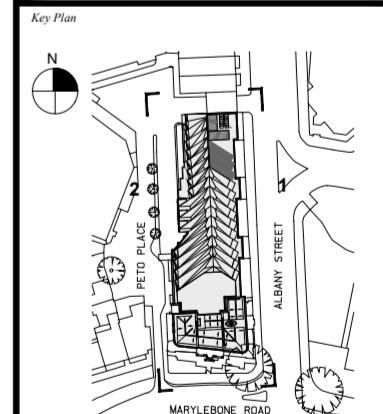 Key Plan
N
2
1
PETO PLACE
ALBANY STREET
MARYLEBONE ROAD